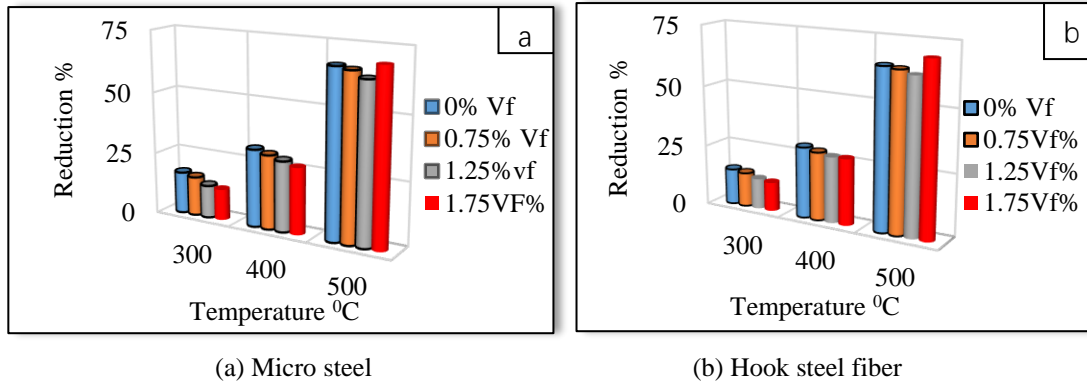 a
75
50
25
0
Reduction %
300
400
500
Temperature ⁰C
0% Vf
0.75% Vf
1.25%vf
1.75VF%
(a) Micro steel
b
75
50
25
0
Reduction %
300
400
500
Temperature ⁰C
0% Vf
0.75Vf%
1.25Vf%
1.75Vf%
(b) Hook steel fiber